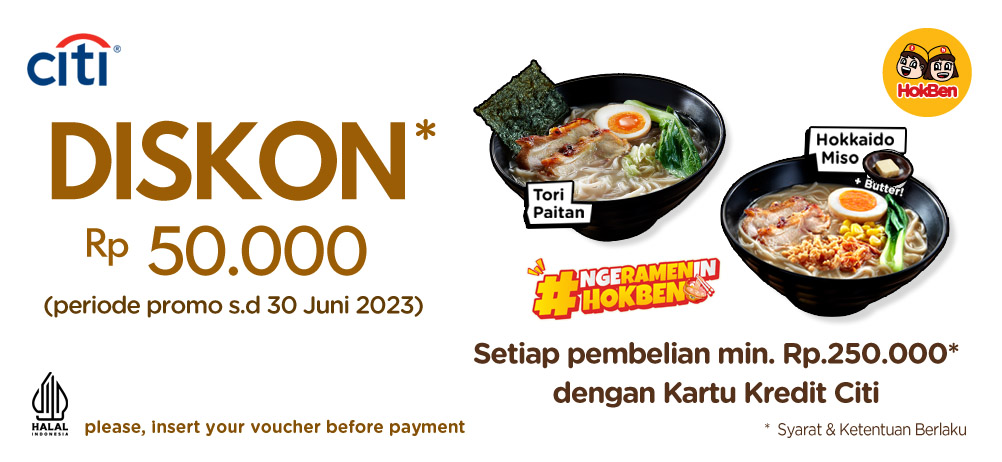 citi®
HokBen
DISKON*
Rp 50.000
(periode promo s.d 30 Juni 2023)
Tori
Paitan
Hokkaido
Miso
+ Butter!
#NGERAMENIN
HOKBEN
Setiap pembelian min. Rp.250.000*
dengan Kartu Kredit Citi
HALAL
INDONESIA
please, insert your voucher before payment
* Syarat & Ketentuan Berlaku